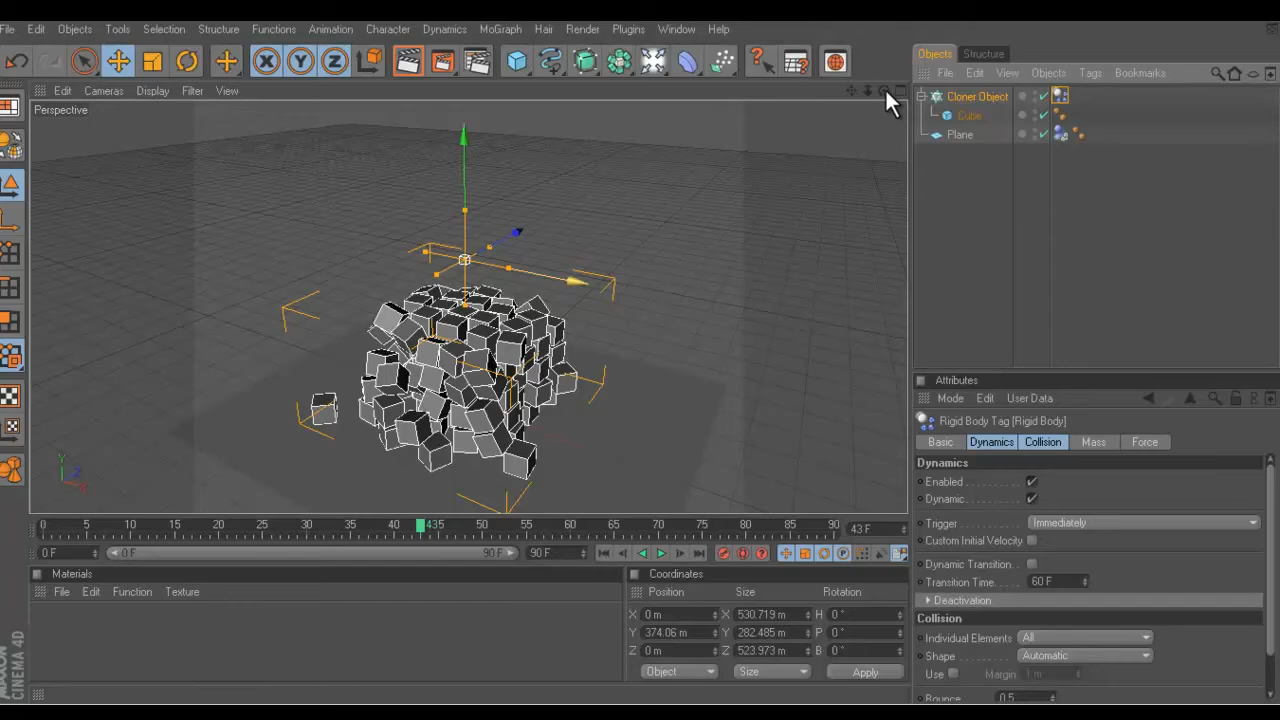 File Edit Objects Tools Selection Structure Functions Animation Character Dynamics MoGraph Hair Render Plugins Window Help
X Y Z
Objects Structure
File Edit View Objects Tags Bookmarks
Edit Cameras Display Filter View
Perspective
Cloner Object
Cube
Plane
Y
Z
X
Attributes
Mode Edit User Data
Rigid Body Tag [Rigid Body]
Basic Dynamics Collision Mass Force
Dynamics
Enabled
Dynamic
Trigger Immediately
Custom Initial Velocity
Dynamic Transition
Transition Time 60 F
Deactivation
Collision
Individual Elements All
Shape Automatic
Use Margin 1 m
Bounce 0.5
0 5 10 15 20 25 30 35 40 435 50 55 60 65 70 75 80 85 90 43 F
0 F 0 F 90 F 90 F
Materials
File Edit Function Texture
Coordinates
Position Size Rotation
X 0 m X 530.719 m H 0 °
Y 374.06 m Y 282.485 m P 0 °
Z 0 m Z 523.973 m B 0 °
Object Size Apply
MAXON CINEMA 4D